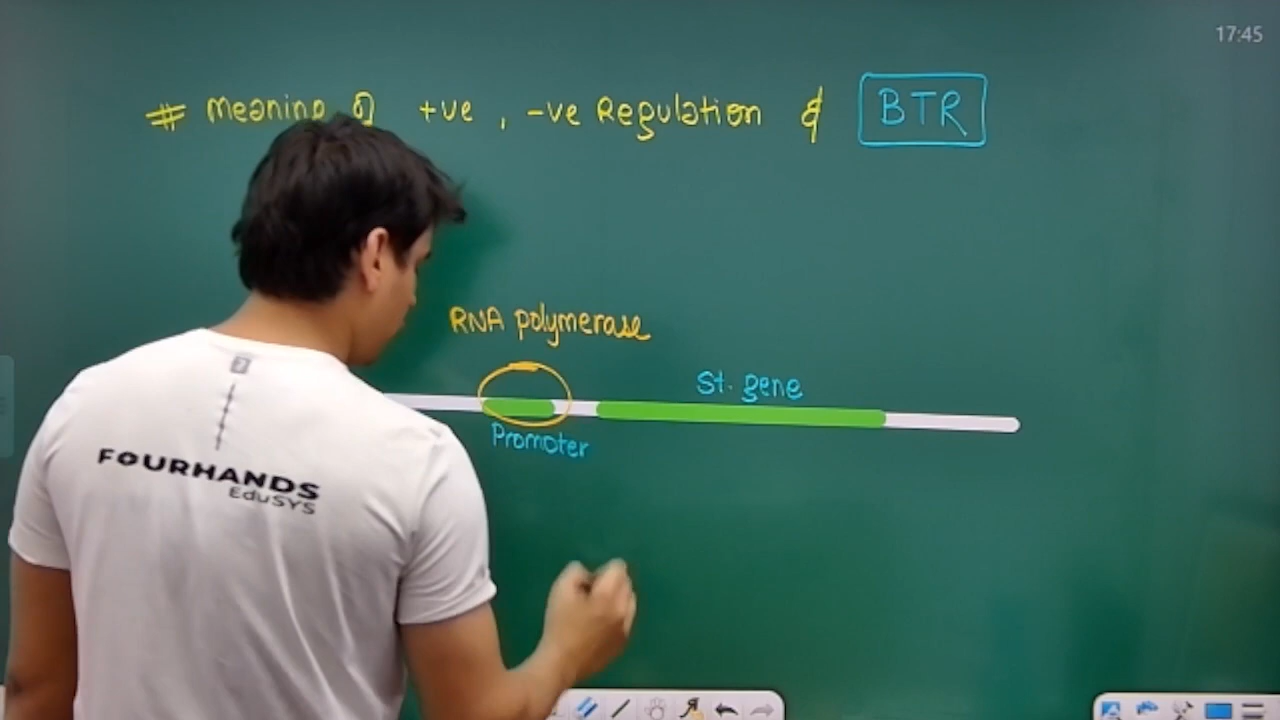 17:45
# Meaning of +ve, -ve Regulation & BTR
RNA polymerase
St. gene
Promoter
FOURHANDS
EduSYS